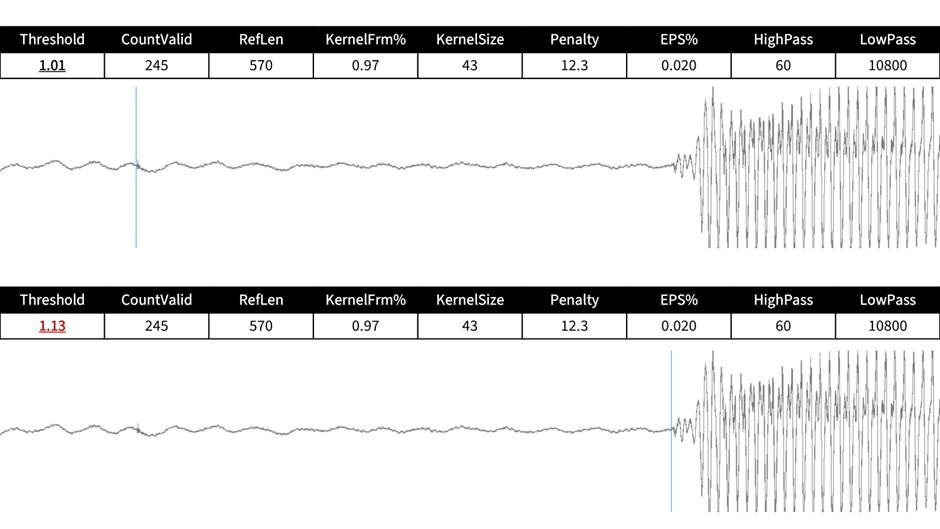 Threshold CountValid RefLen KernelFrm% KernelSize Penalty EPS% HighPass LowPass
1.01 245 570 0.97 43 12.3 0.020 60 10800
Threshold CountValid RefLen KernelFrm% KernelSize Penalty EPS% HighPass LowPass
1.13 245 570 0.97 43 12.3 0.020 60 10800